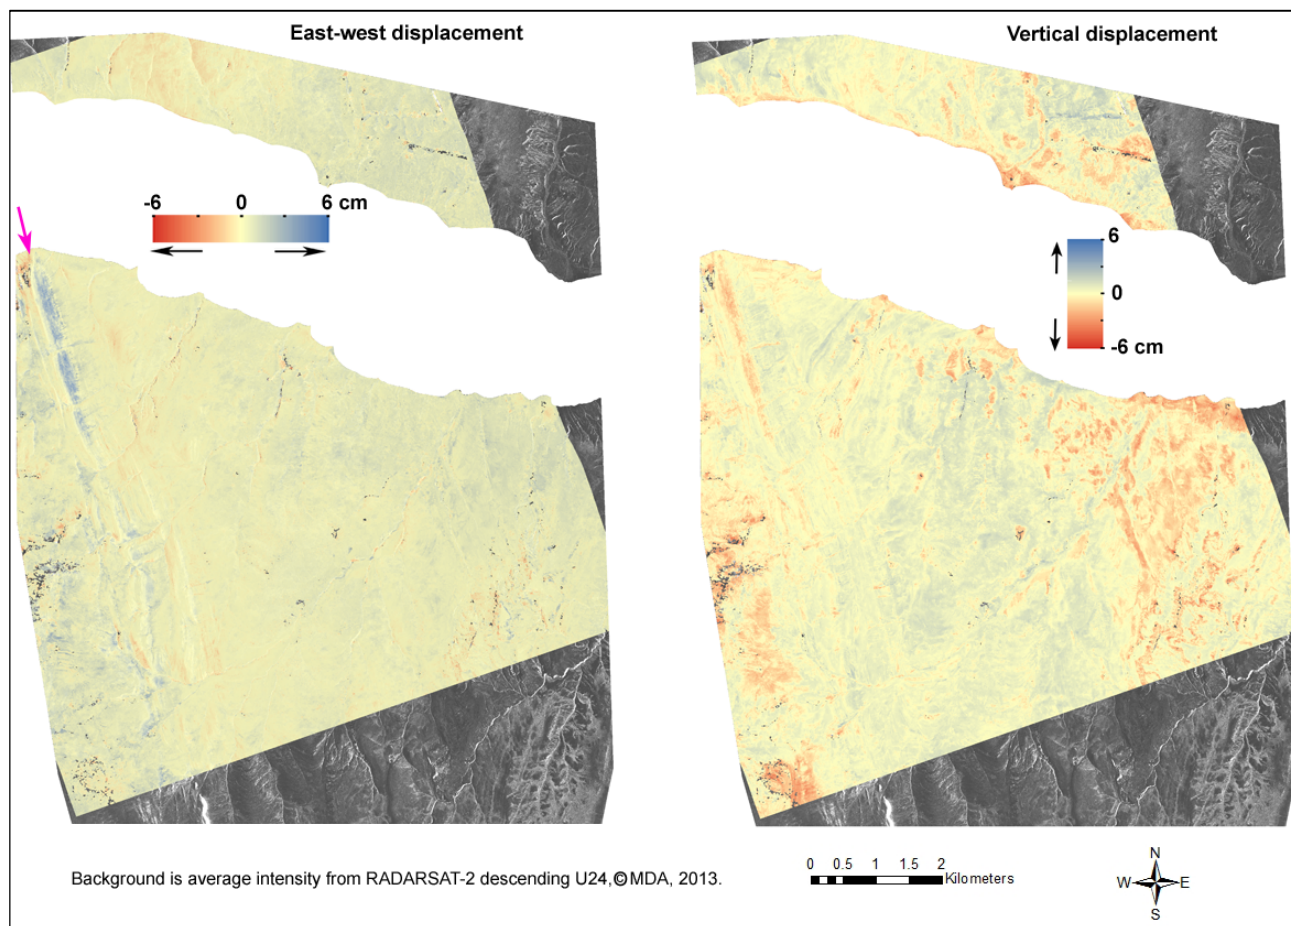 East-west displacement
Vertical displacement
-6 0 6 cm
6
0
-6 cm
Background is average intensity from RADARSAT-2 descending U24,©MDA, 2013.
0 0.5 1 1.5 2
Kilometers
N
W E
S